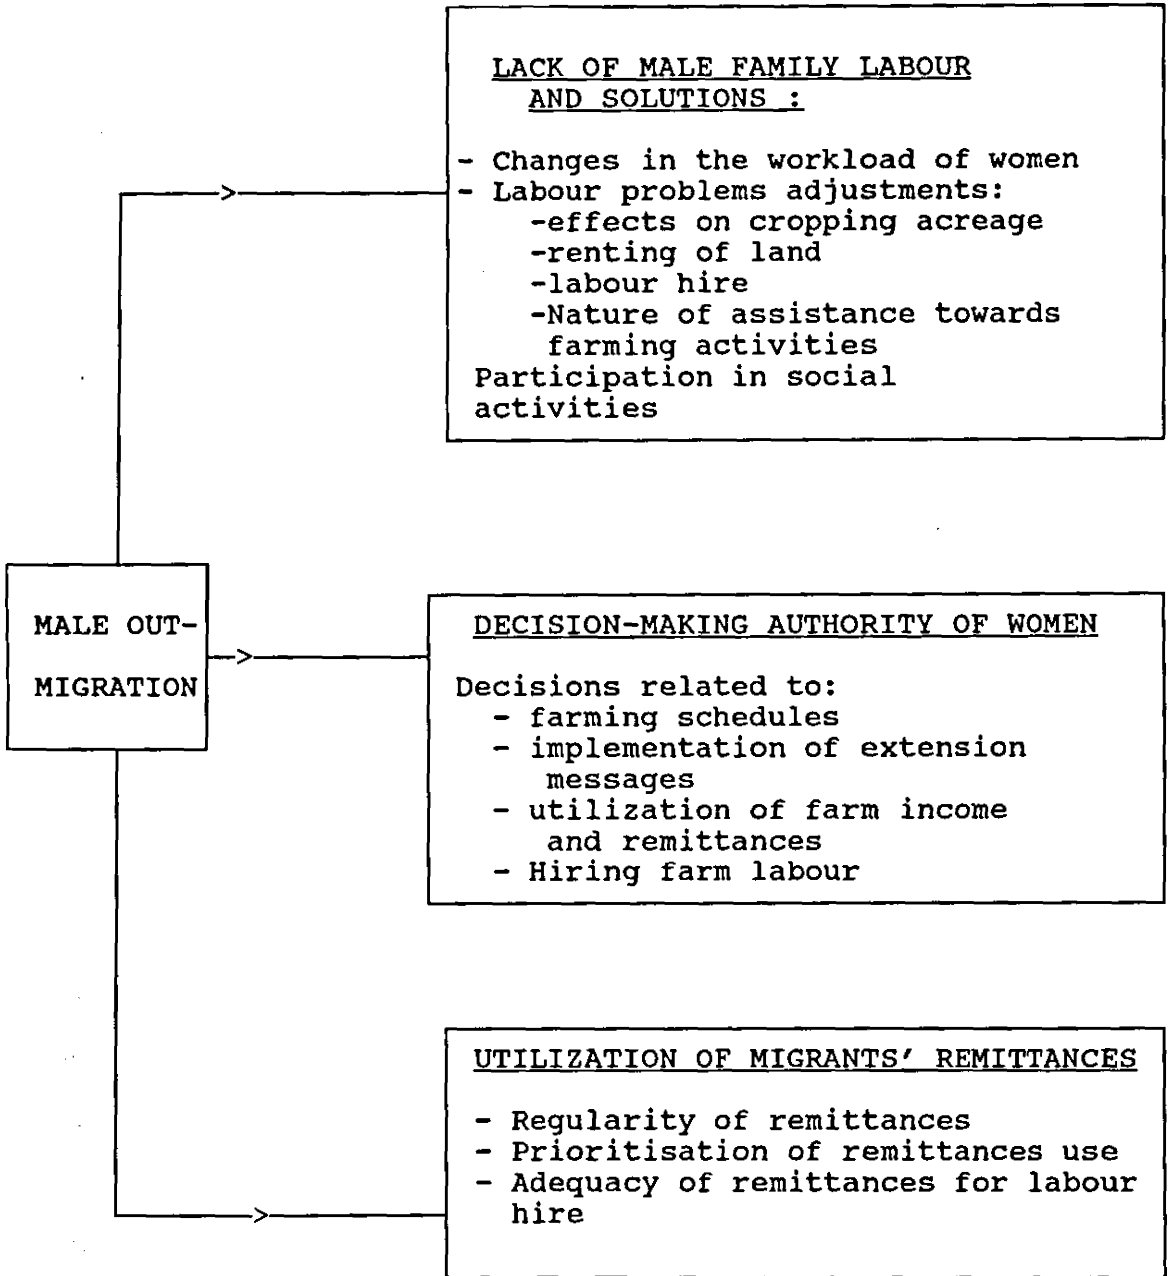 LACK OF MALE FAMILY LABOUR
AND SOLUTIONS :
- Changes in the workload of women
- Labour problems adjustments:
-effects on cropping acreage
-renting of land
-labour hire
-Nature of assistance towards
farming activities
Participation in social
activities
MALE OUT-
MIGRATION
DECISION-MAKING AUTHORITY OF WOMEN
Decisions related to:
- farming schedules
- implementation of extension
messages
- utilization of farm income
and remittances
- Hiring farm labour
UTILIZATION OF MIGRANTS' REMITTANCES
- Regularity of remittances
- Prioritisation of remittances use
- Adequacy of remittances for labour
hire